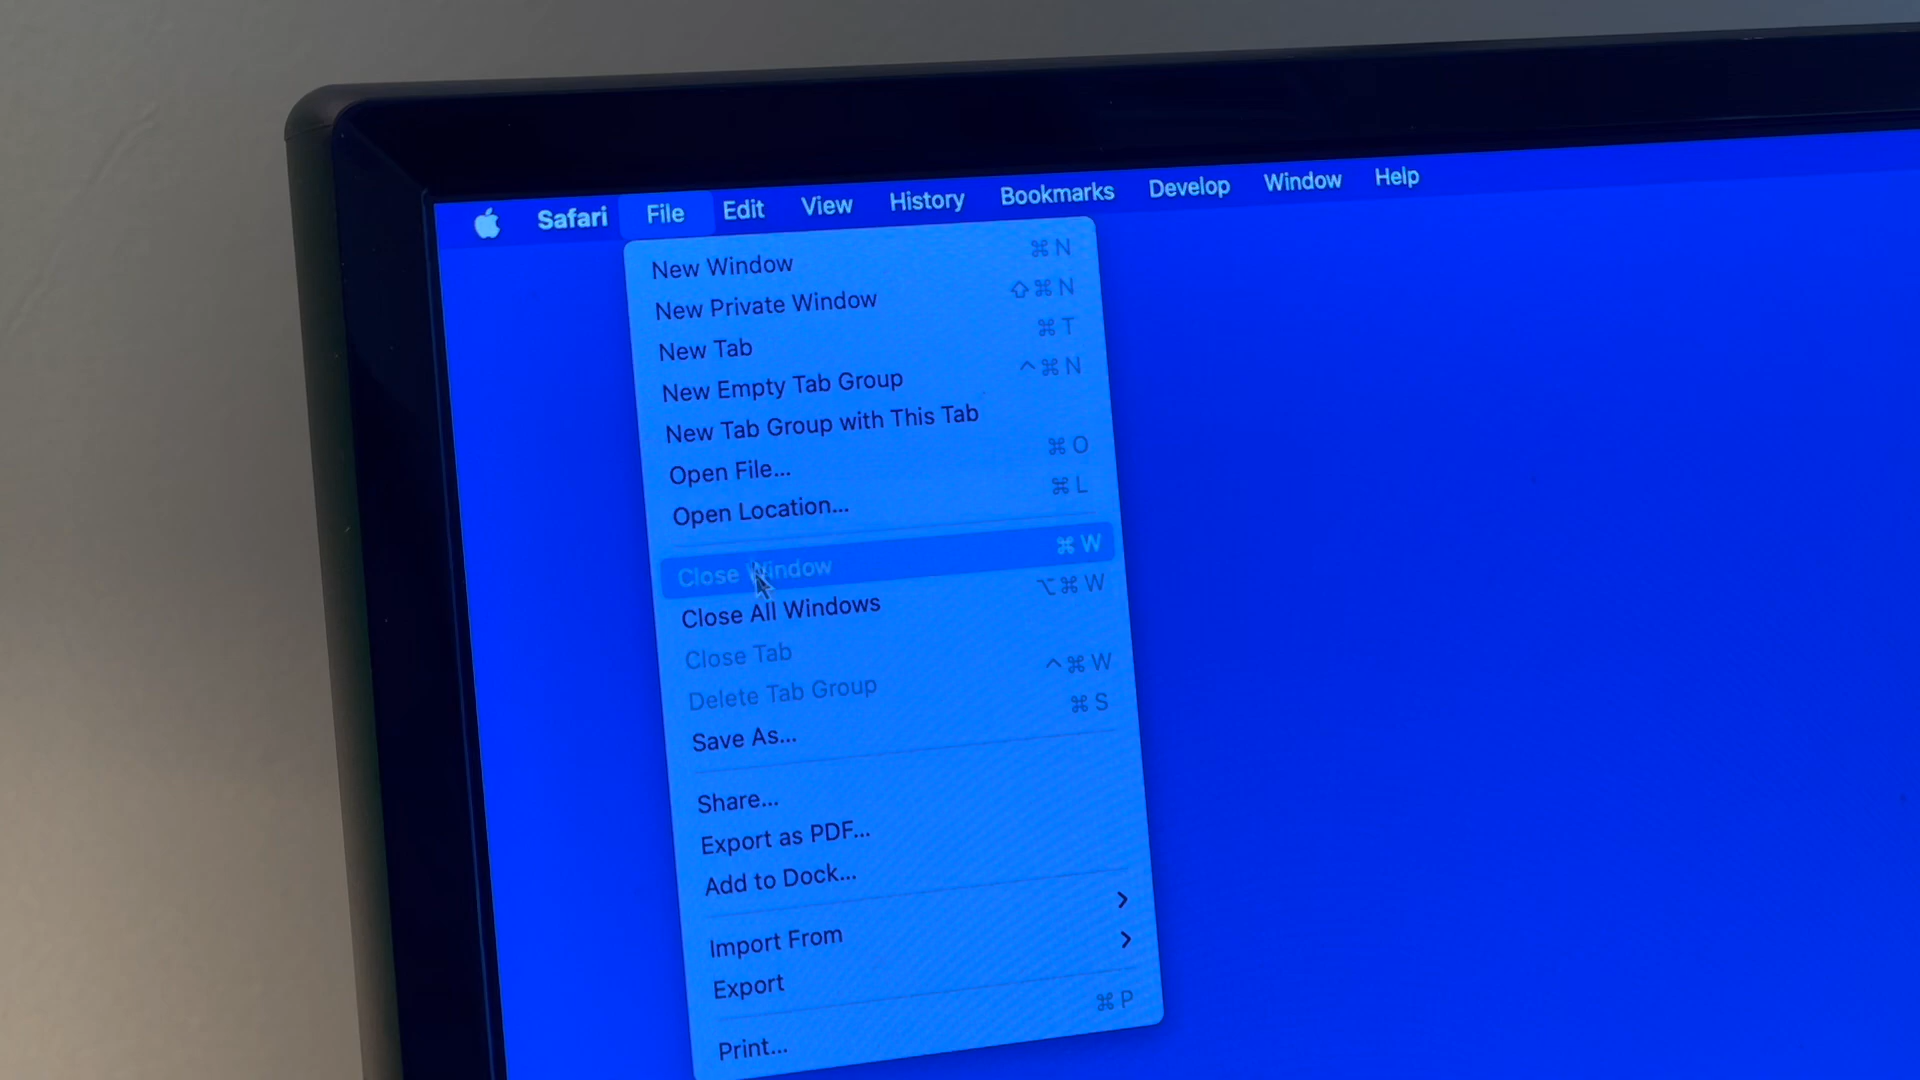 Safari File Edit View History Bookmarks Develop Window Help
New Window ⌘ N
New Private Window ⇧ ⌘ N
New Tab ⌘ T
New Empty Tab Group ^ ⌘ N
New Tab Group with This Tab
Open File... ⌘ O
Open Location... ⌘ L
Close Window ⌘ W
Close All Windows ⌥ ⌘ W
Close Tab
Delete Tab Group ^ ⌘ W
Save As... ⌘ S
Share...
Export as PDF...
Add to Dock...
Import From
Export
Print... ⌘ P